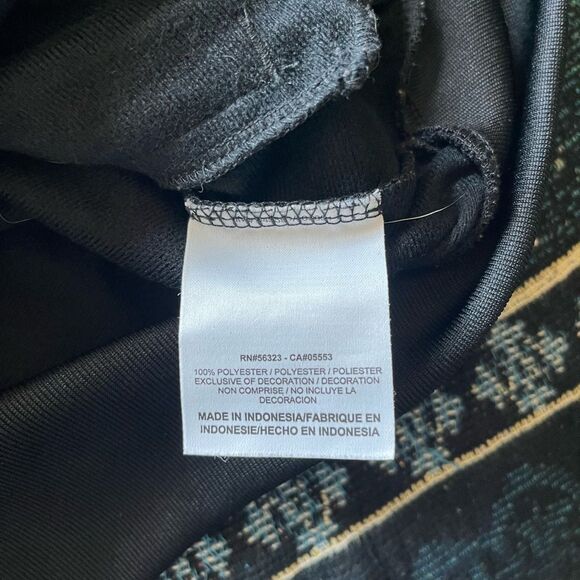 RN#56323 - CA#05553
100% POLYESTER / POLYESTER / POLIESTER
EXCLUSIVE OF DECORATION / DECORATION
NON COMPRISE / NO INCLUYE LA
DECORACION
MADE IN INDONESIA/FABRIQUE EN
INDONESIE/HECHO EN INDONESIA